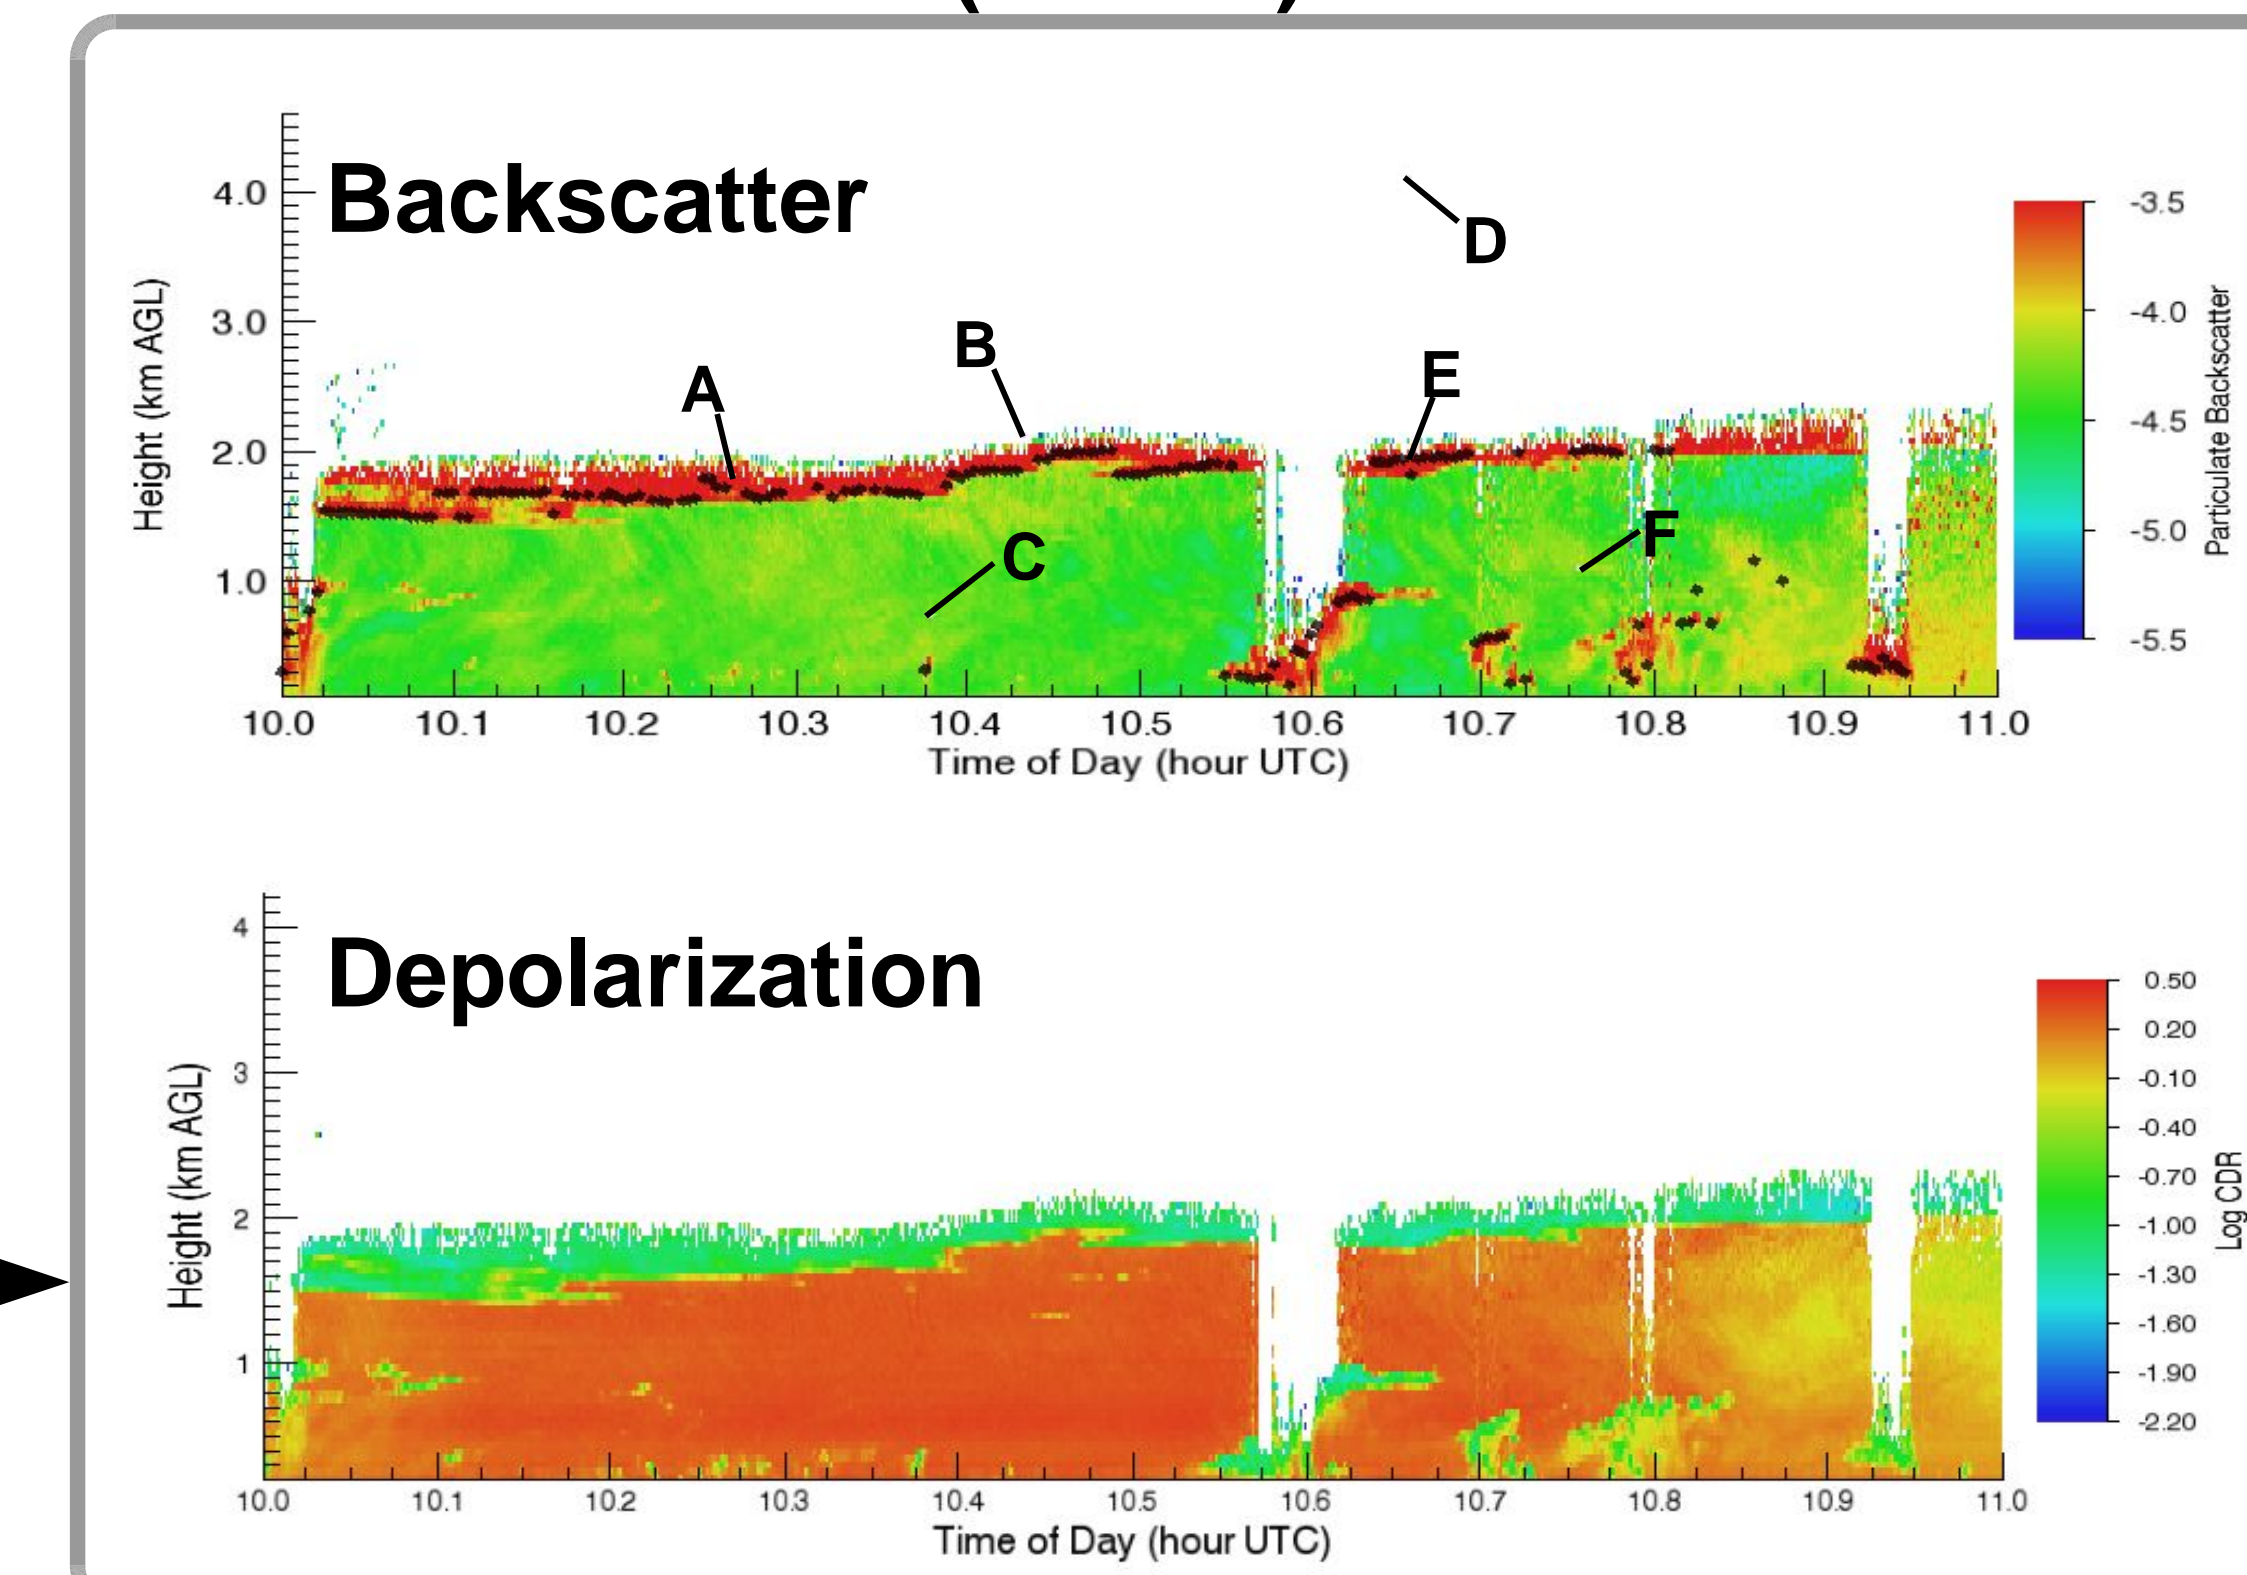 Backscatter
4.0
3.0
2.0
1.0
Height (km AGL)
A
B
C
D
E
F
-3.5
-4.0
-4.5
-5.0
-5.5
Particulate Backscatter
10.0 10.1 10.2 10.3 10.4 10.5 10.6 10.7 10.8 10.9 11.0
Time of Day (hour UTC)
Depolarization
4
3
2
1
Height (km AGL)
0.50
0.20
-0.10
-0.40
-0.70
-1.00
-1.30
-1.60
-1.90
-2.20
Log CDR
10.0 10.1 10.2 10.3 10.4 10.5 10.6 10.7 10.8 10.9 11.0
Time of Day (hour UTC)